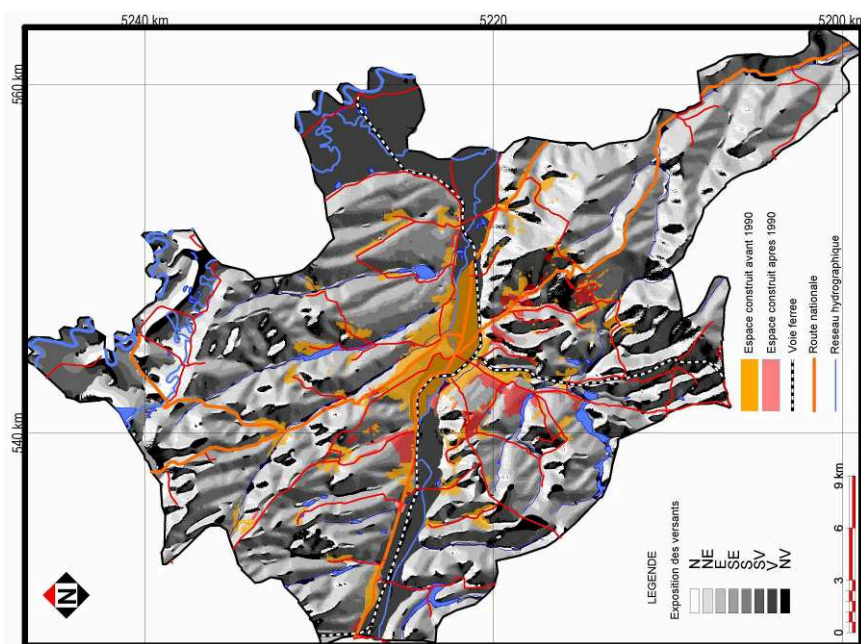 5240 km
5220
5200 km
560 km
540 km
Espace construit avant 1990
Espace construit apres 1990
Voie ferree
Route nationale
Reseau hydrographique
LEGENDE
Exposition des versants
N
NE
E
SE
S
SV
V
NV
0
3
6
9 km
N